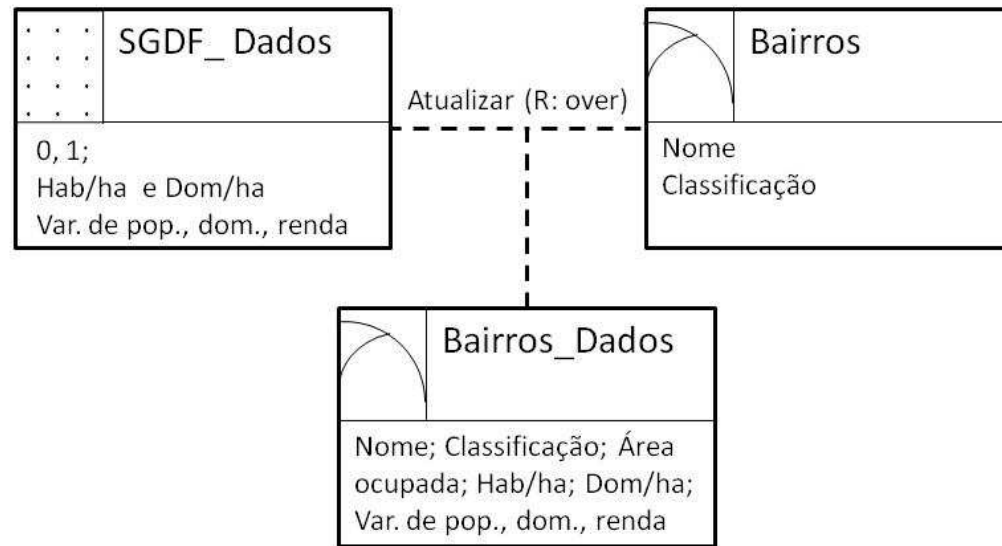 SGDF_ Dados
0, 1;
Hab/ha e Dom/ha
Var. de pop., dom., renda
Atualizar (R: over)
Bairros
Nome
Classificação
Bairros_Dados
Nome; Classificação; Área
ocupada; Hab/ha; Dom/ha;
Var. de pop., dom., renda